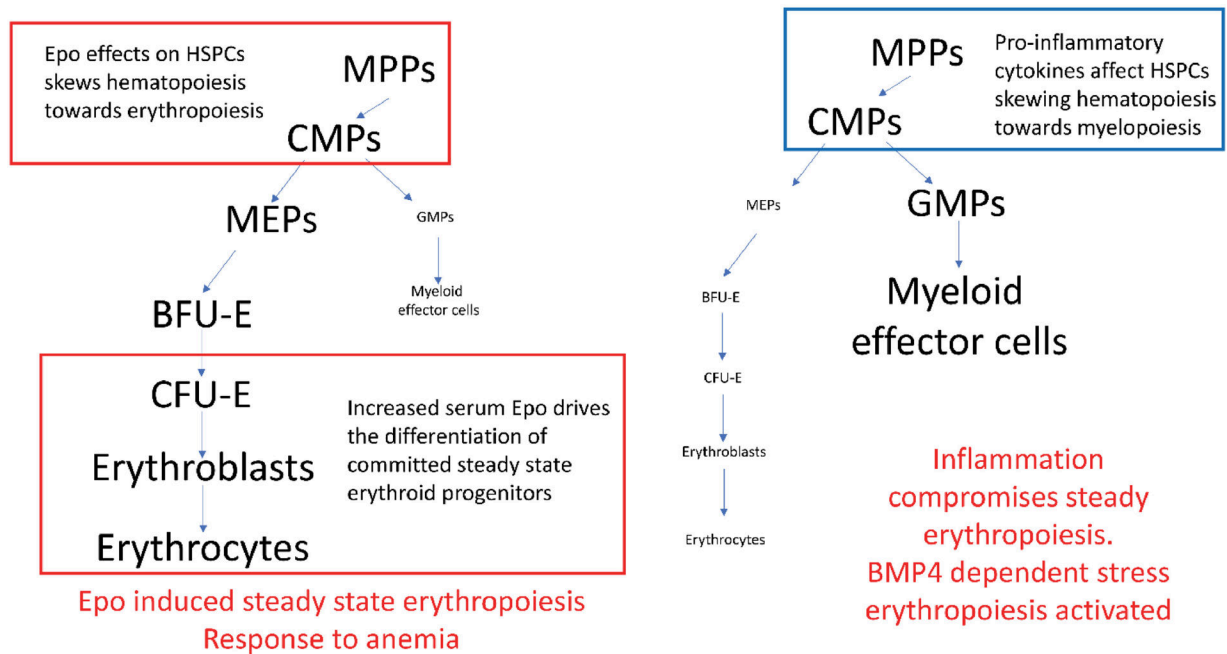 Epo effects on HSPCs
skews hematopoiesis
towards erythropoiesis
MPPs
CMPs
MEPs
GMPs
Myeloid
effector cells
BFU-E
CFU-E
Increased serum Epo drives
the differentiation of
committed steady state
erythroid progenitors
Erythroblasts
Erythrocytes
Epo induced steady state erythropoiesis
Response to anemia
MPPs
Pro-inflammatory
cytokines affect HSPCs
skewing hematopoiesis
towards myelopoiesis
CMPs
MEPs
GMPs
Myeloid
effector cells
BFU-E
CFU-E
Erythroblasts
Erythrocytes
Inflammation
compromises steady
erythropoiesis.
BMP4 dependent stress
erythropoiesis activated